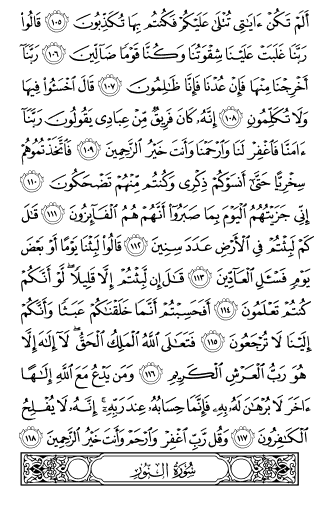 أَلَمْ تَكُنْ ءَايَٰتِى تُتْلَىٰ عَلَيْكُمْ فَكُنتُم بِهَا تُكَذِّبُونَ ١٠٥ قَالُوا۟
رَبَّنَا غَلَبَتْ عَلَيْنَا شِقْوَتُنَا وَكُنَّا قَوْمًا ضَآلِّينَ ١٠٦ رَبَّنَآ
أَخْرِجْنَا مِنْهَا فَإِنْ عُدْنَا فَإِنَّا ظَٰلِمُونَ ١٠٧ قَالَ ٱخْسَـُٔوا۟ فِيهَا
وَلَا تُكَلِّمُونِ ١٠٨ إِنَّهُۥ كَانَ فَرِيقٌ مِّنْ عِبَادِى يَقُولُونَ رَبَّنَآ
ءَامَنَّا فَٱغْفِرْ لَنَا وَٱرْحَمْنَا وَأَنتَ خَيْرُ ٱلرَّٰحِمِينَ ١٠٩ فَٱتَّخَذْتُمُوهُمْ
سِخْرِيًّا حَتَّىٰٓ أَنسَوْكُمْ ذِكْرِى وَكُنتُم مِّنْهُمْ تَضْحَكُونَ ١١٠
إِنِّى جَزَيْتُهُمُ ٱلْيَوْمَ بِمَا صَبَرُوٓا۟ أَنَّهُمْ هُمُ ٱلْفَآئِزُونَ ١١١ قَٰلَ
كَمْ لَبِثْتُمْ فِى ٱلْأَرْضِ عَدَدَ سِنِينَ ١١٢ قَالُوا۟ لَبِثْنَا يَوْمًا أَوْ بَعْضَ
يَوْمٍ فَسْـَٔلِ ٱلْعَآدِّينَ ١١٣ قَٰلَ إِن لَّبِثْتُمْ إِلَّا قَلِيلًا ۖ لَّوْ أَنَّكُمْ
كُنتُمْ تَعْلَمُونَ ١١٤ أَفَحَسِبْتُمْ أَنَّمَا خَلَقْنَٰكُمْ عَبَثًا وَأَنَّكُمْ
إِلَيْنَا لَا تُرْجَعُونَ ١١٥ فَتَعَٰلَى ٱللَّهُ ٱلْمَلِكُ ٱلْحَقُّ ۖ لَآ إِلَٰهَ إِلَّا
هُوَ رَبُّ ٱلْعَرْشِ ٱلْكَرِيمِ ١١٦ وَمَن يَدْعُ مَعَ ٱللَّهِ إِلَٰهًا
ءَاخَرَ لَا بُرْهَٰنَ لَهُۥ بِهِۦ فَإِنَّمَا حِسَابُهُۥ عِندَ رَبِّهِۦٓ ۚ إِنَّهُۥ لَا يُفْلِحُ
ٱلْكَٰفِرُونَ ١١٧ وَقُل رَّبِّ ٱغْفِرْ وَٱرْحَمْ وَأَنتَ خَيْرُ ٱلرَّٰحِمِينَ ١١٨
سُورَةُ النُّورِ